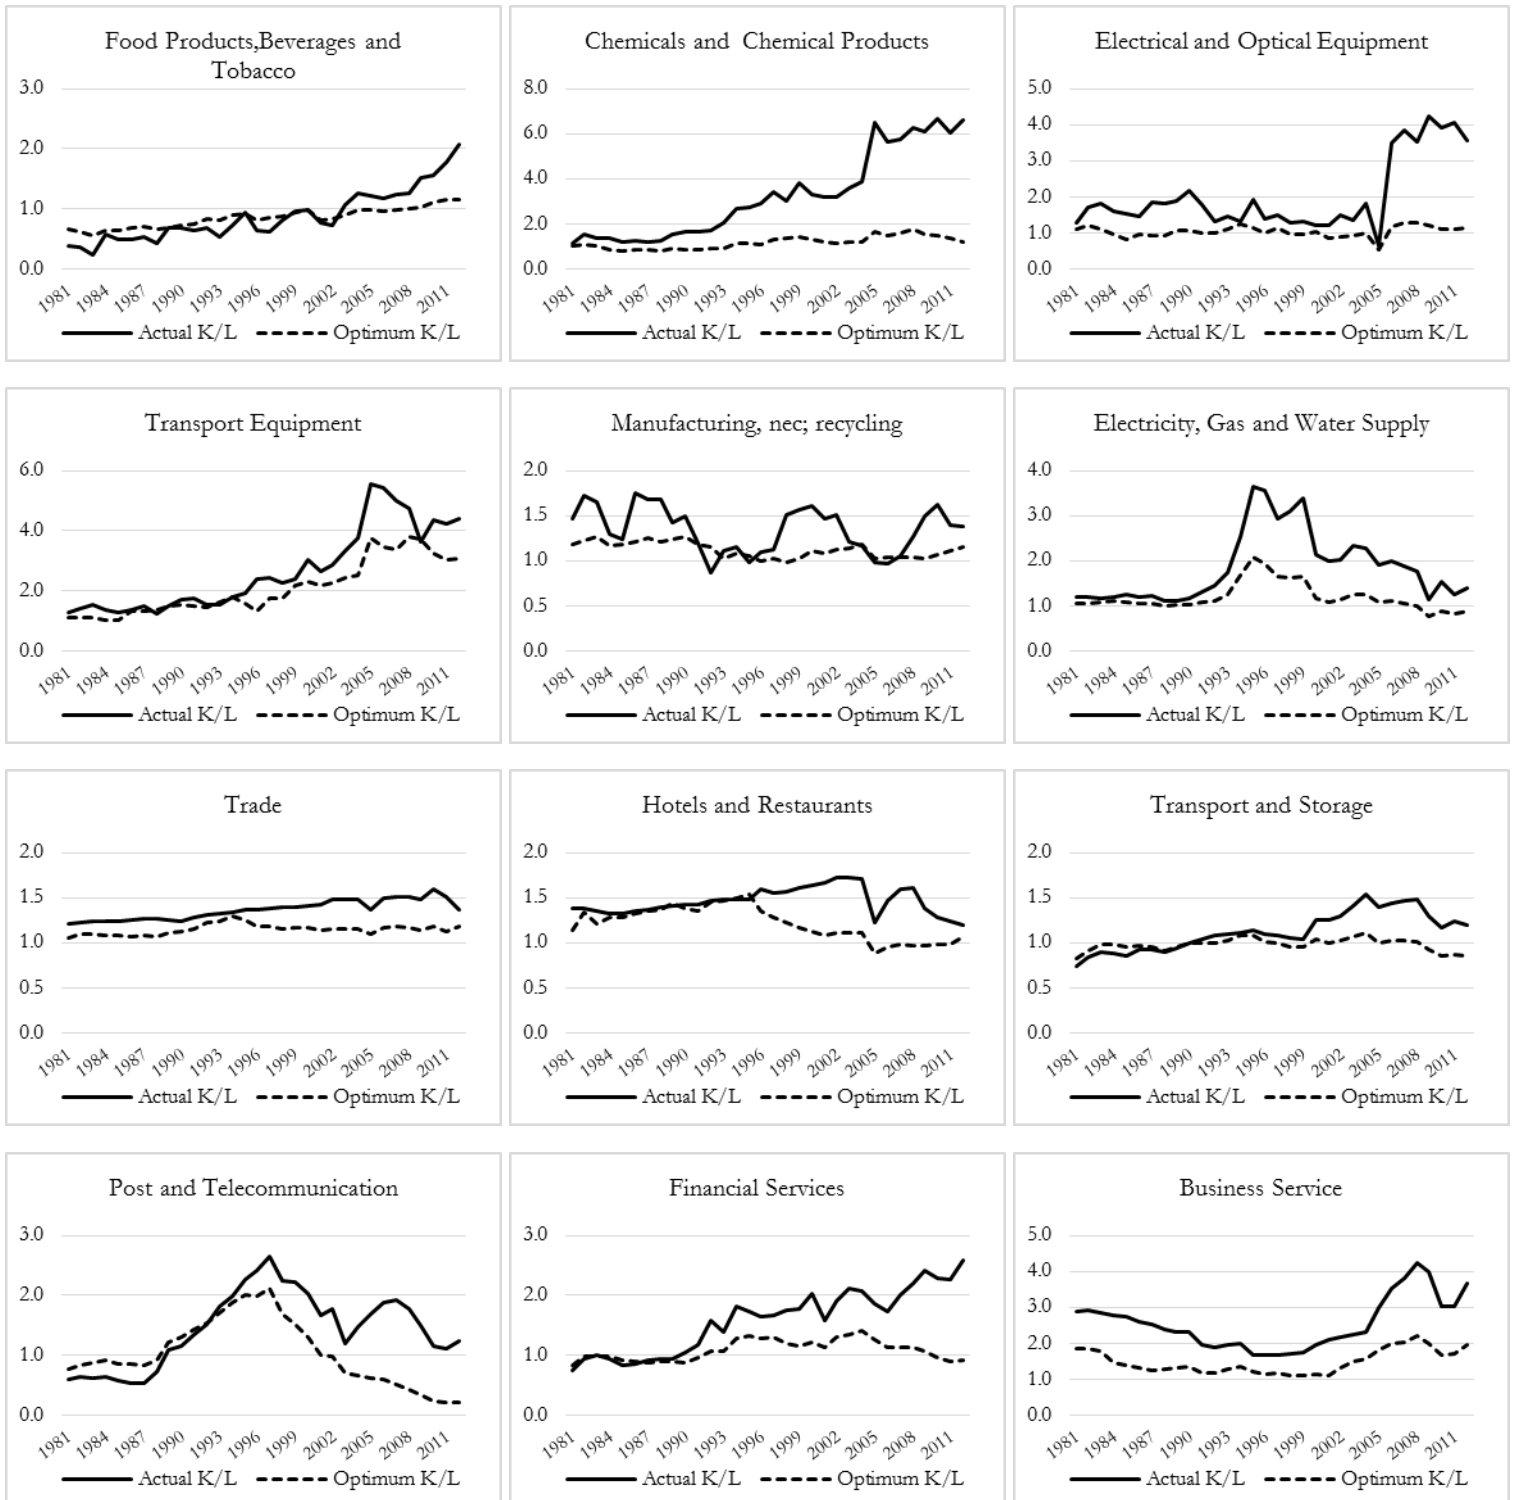 Food Products,Beverages and
Tobacco
3.0
2.0
1.0
0.0
1981 1984 1987 1990 1993 1996 1999 2002 2005 2008 2011
Actual K/L Optimum K/L
Chemicals and Chemical Products
8.0
6.0
4.0
2.0
0.0
1981 1984 1987 1990 1993 1996 1999 2002 2005 2008 2011
Actual K/L Optimum K/L
Electrical and Optical Equipment
5.0
4.0
3.0
2.0
1.0
0.0
1981 1984 1987 1990 1993 1996 1999 2002 2005 2008 2011
Actual K/L Optimum K/L
Transport Equipment
6.0
4.0
2.0
0.0
1981 1984 1987 1990 1993 1996 1999 2002 2005 2008 2011
Actual K/L Optimum K/L
Manufacturing, nec; recycling
2.0
1.5
1.0
0.5
0.0
1981 1984 1987 1990 1993 1996 1999 2002 2005 2008 2011
Actual K/L Optimum K/L
Electricity, Gas and Water Supply
4.0
3.0
2.0
1.0
0.0
1981 1984 1987 1990 1993 1996 1999 2002 2005 2008 2011
Actual K/L Optimum K/L
Trade
2.0
1.5
1.0
0.5
0.0
1981 1984 1987 1990 1993 1996 1999 2002 2005 2008 2011
Actual K/L Optimum K/L
Hotels and Restaurants
2.0
1.5
1.0
0.5
0.0
1981 1984 1987 1990 1993 1996 1999 2002 2005 2008 2011
Actual K/L Optimum K/L
Transport and Storage
2.0
1.5
1.0
0.5
0.0
1981 1984 1987 1990 1993 1996 1999 2002 2005 2008 2011
Actual K/L Optimum K/L
Post and Telecommunication
3.0
2.0
1.0
0.0
1981 1984 1987 1990 1993 1996 1999 2002 2005 2008 2011
Actual K/L Optimum K/L
Financial Services
3.0
2.0
1.0
0.0
1981 1984 1987 1990 1993 1996 1999 2002 2005 2008 2011
Actual K/L Optimum K/L
Business Service
5.0
4.0
3.0
2.0
1.0
0.0
1981 1984 1987 1990 1993 1996 1999 2002 2005 2008 2011
Actual K/L Optimum K/L